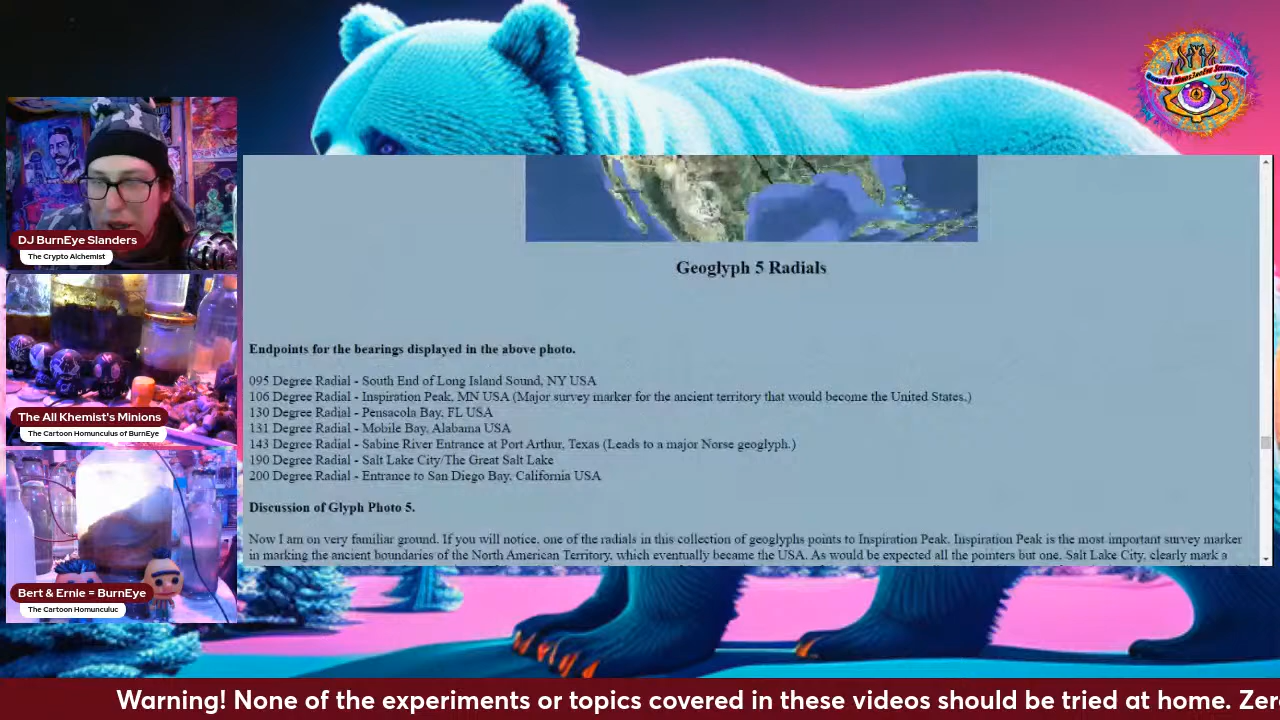 DJ BurnEye Slanders
The Crypto Alchemist
The All Khemist's Minions
The Cartoon Homunculus of BurnEye
Bert & Ernie = BurnEye
The Cartoon Homunculuc
Geoglyph 5 Radials
Endpoints for the bearings displayed in the above photo.
095 Degree Radial - South End of Long Island Sound, NY USA
106 Degree Radial - Inspiration Peak, MN USA (Major survey marker for the ancient territory that would become the United States.)
130 Degree Radial - Pensacola Bay, FL USA
131 Degree Radial - Mobile Bay, Alabama USA
143 Degree Radial - Sabine River Entrance at Port Arthur, Texas (Leads to a major Norse geoglyph.)
190 Degree Radial - Salt Lake City/The Great Salt Lake
200 Degree Radial - Entrance to San Diego Bay, California USA
Discussion of Glyph Photo 5.
Now I am on very familiar ground. If you will notice, one of the radials in this collection of geoglyphs points to Inspiration Peak. Inspiration Peak is the most important survey marker
in marking the ancient boundaries of the North American Territory, which eventually became the USA. As would be expected all the pointers but one, Salt Lake City, clearly mark a
Warning! None of the experiments or topics covered in these videos should be tried at home. Zer